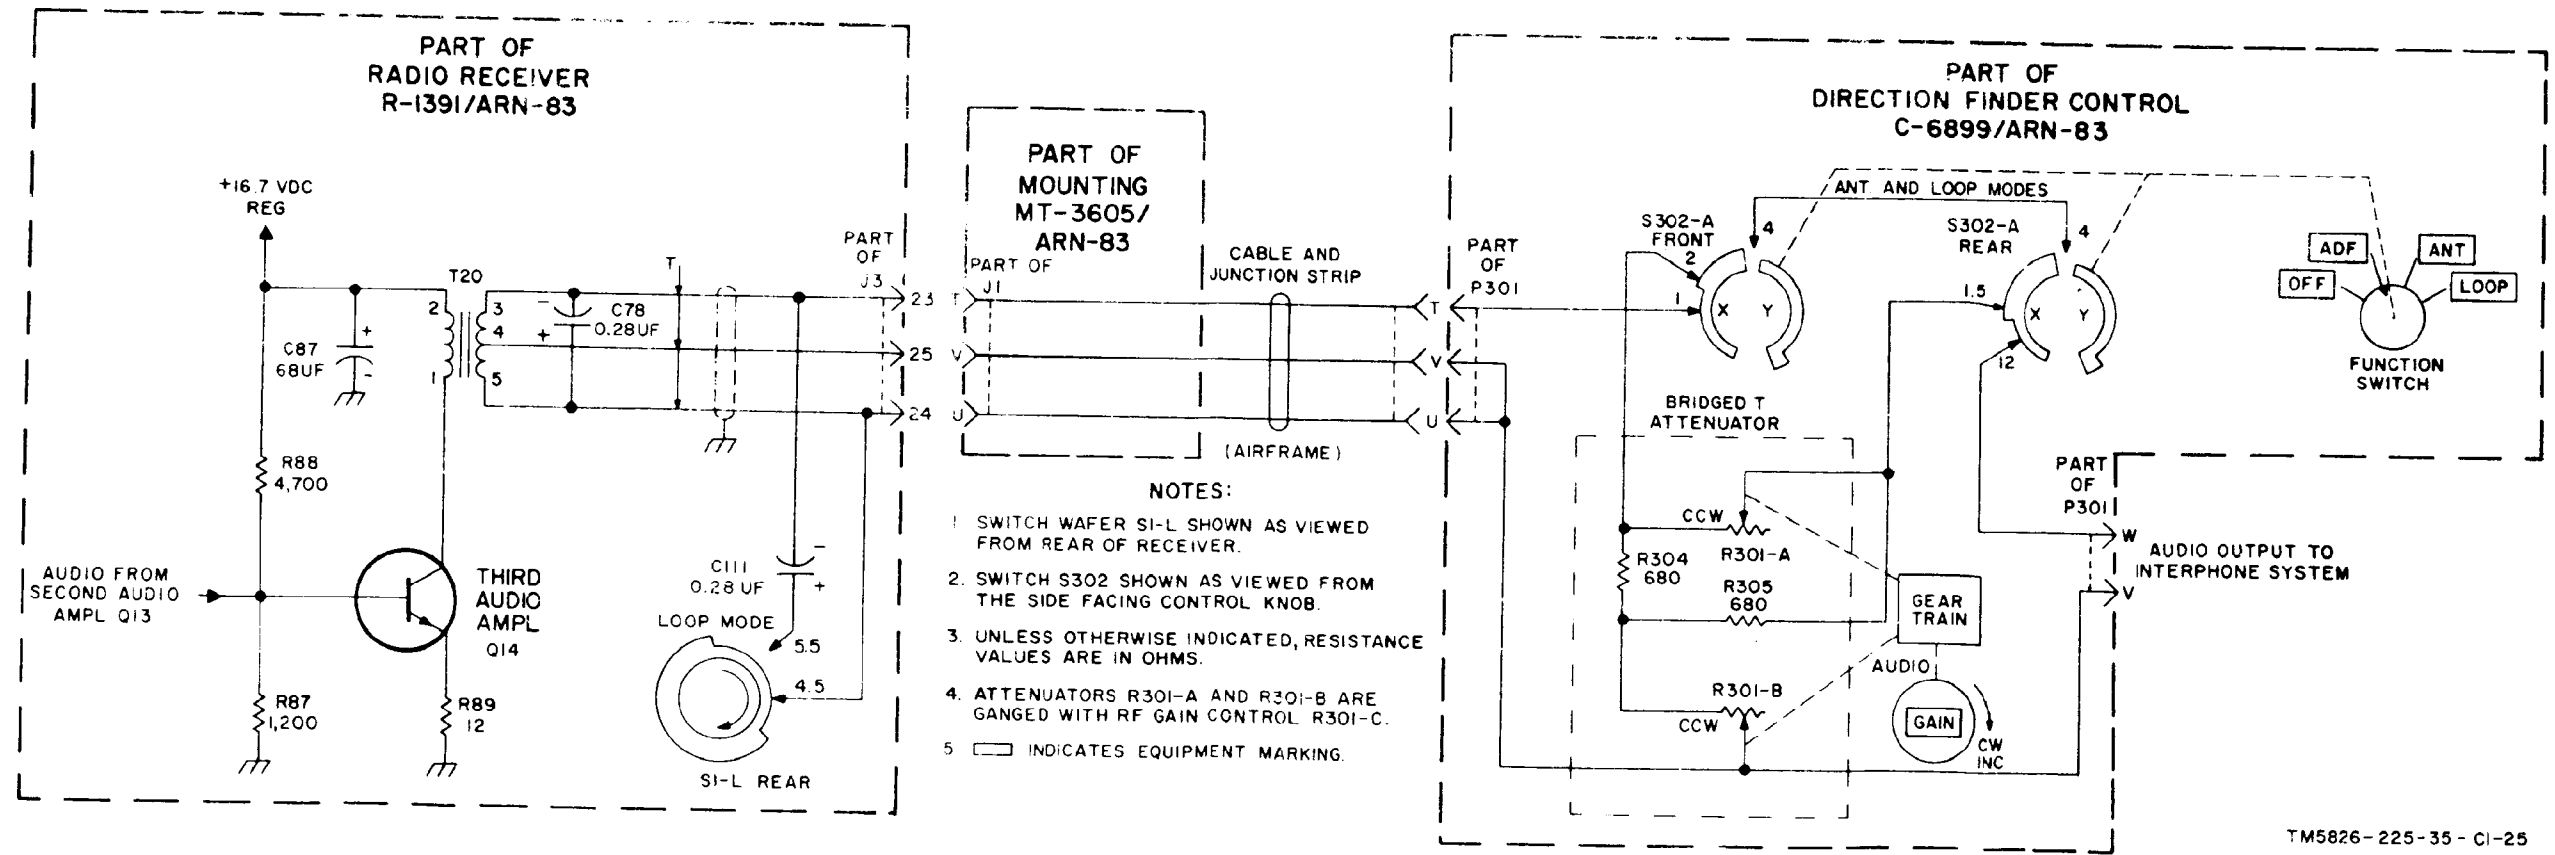 PART OF
RADIO RECEIVER
R-1391/ARN-83
+16.7 VDC
REG
T20
2
1
3
4
5
C87
68UF
+
-
-
+
C78
0.28UF
T
PART
OF
J3
23
25
24
R88
4,700
AUDIO FROM
SECOND AUDIO
AMPL Q13
THIRD
AUDIO
AMPL
Q14
R87
1,200
R89
12
C111
0.28 UF
-
+
LOOP MODE
5.5
4.5
S1-L REAR
PART OF
MOUNTING
MT-3605/
ARN-83
PART OF
J1
T
V
U
CABLE AND
JUNCTION STRIP
(AIRFRAME)
NOTES:
1 SWITCH WAFER S1-L SHOWN AS VIEWED
FROM REAR OF RECEIVER.
2. SWITCH S302 SHOWN AS VIEWED FROM
THE SIDE FACING CONTROL KNOB.
3. UNLESS OTHERWISE INDICATED, RESISTANCE
VALUES ARE IN OHMS.
4. ATTENUATORS R301-A AND R301-B ARE
GANGED WITH RF GAIN CONTROL R301-C.
5 INDICATES EQUIPMENT MARKING.
PART OF
DIRECTION FINDER CONTROL
C-6899/ARN-83
PART
OF
P301
T
V
U
ANT. AND LOOP MODES
S302-A
FRONT
2
1
4
X
Y
S302-A
REAR
4
1.5
12
X
Y
OFF
ADF
ANT
LOOP
FUNCTION
SWITCH
BRIDGED T
ATTENUATOR
CCW
R301-A
R304
680
R305
680
R301-B
CCW
GEAR
TRAIN
AUDIO
GAIN
CW
INC
PART
OF
P301
W
V
AUDIO OUTPUT TO
INTERPHONE SYSTEM
TM5826-225-35-C1-25